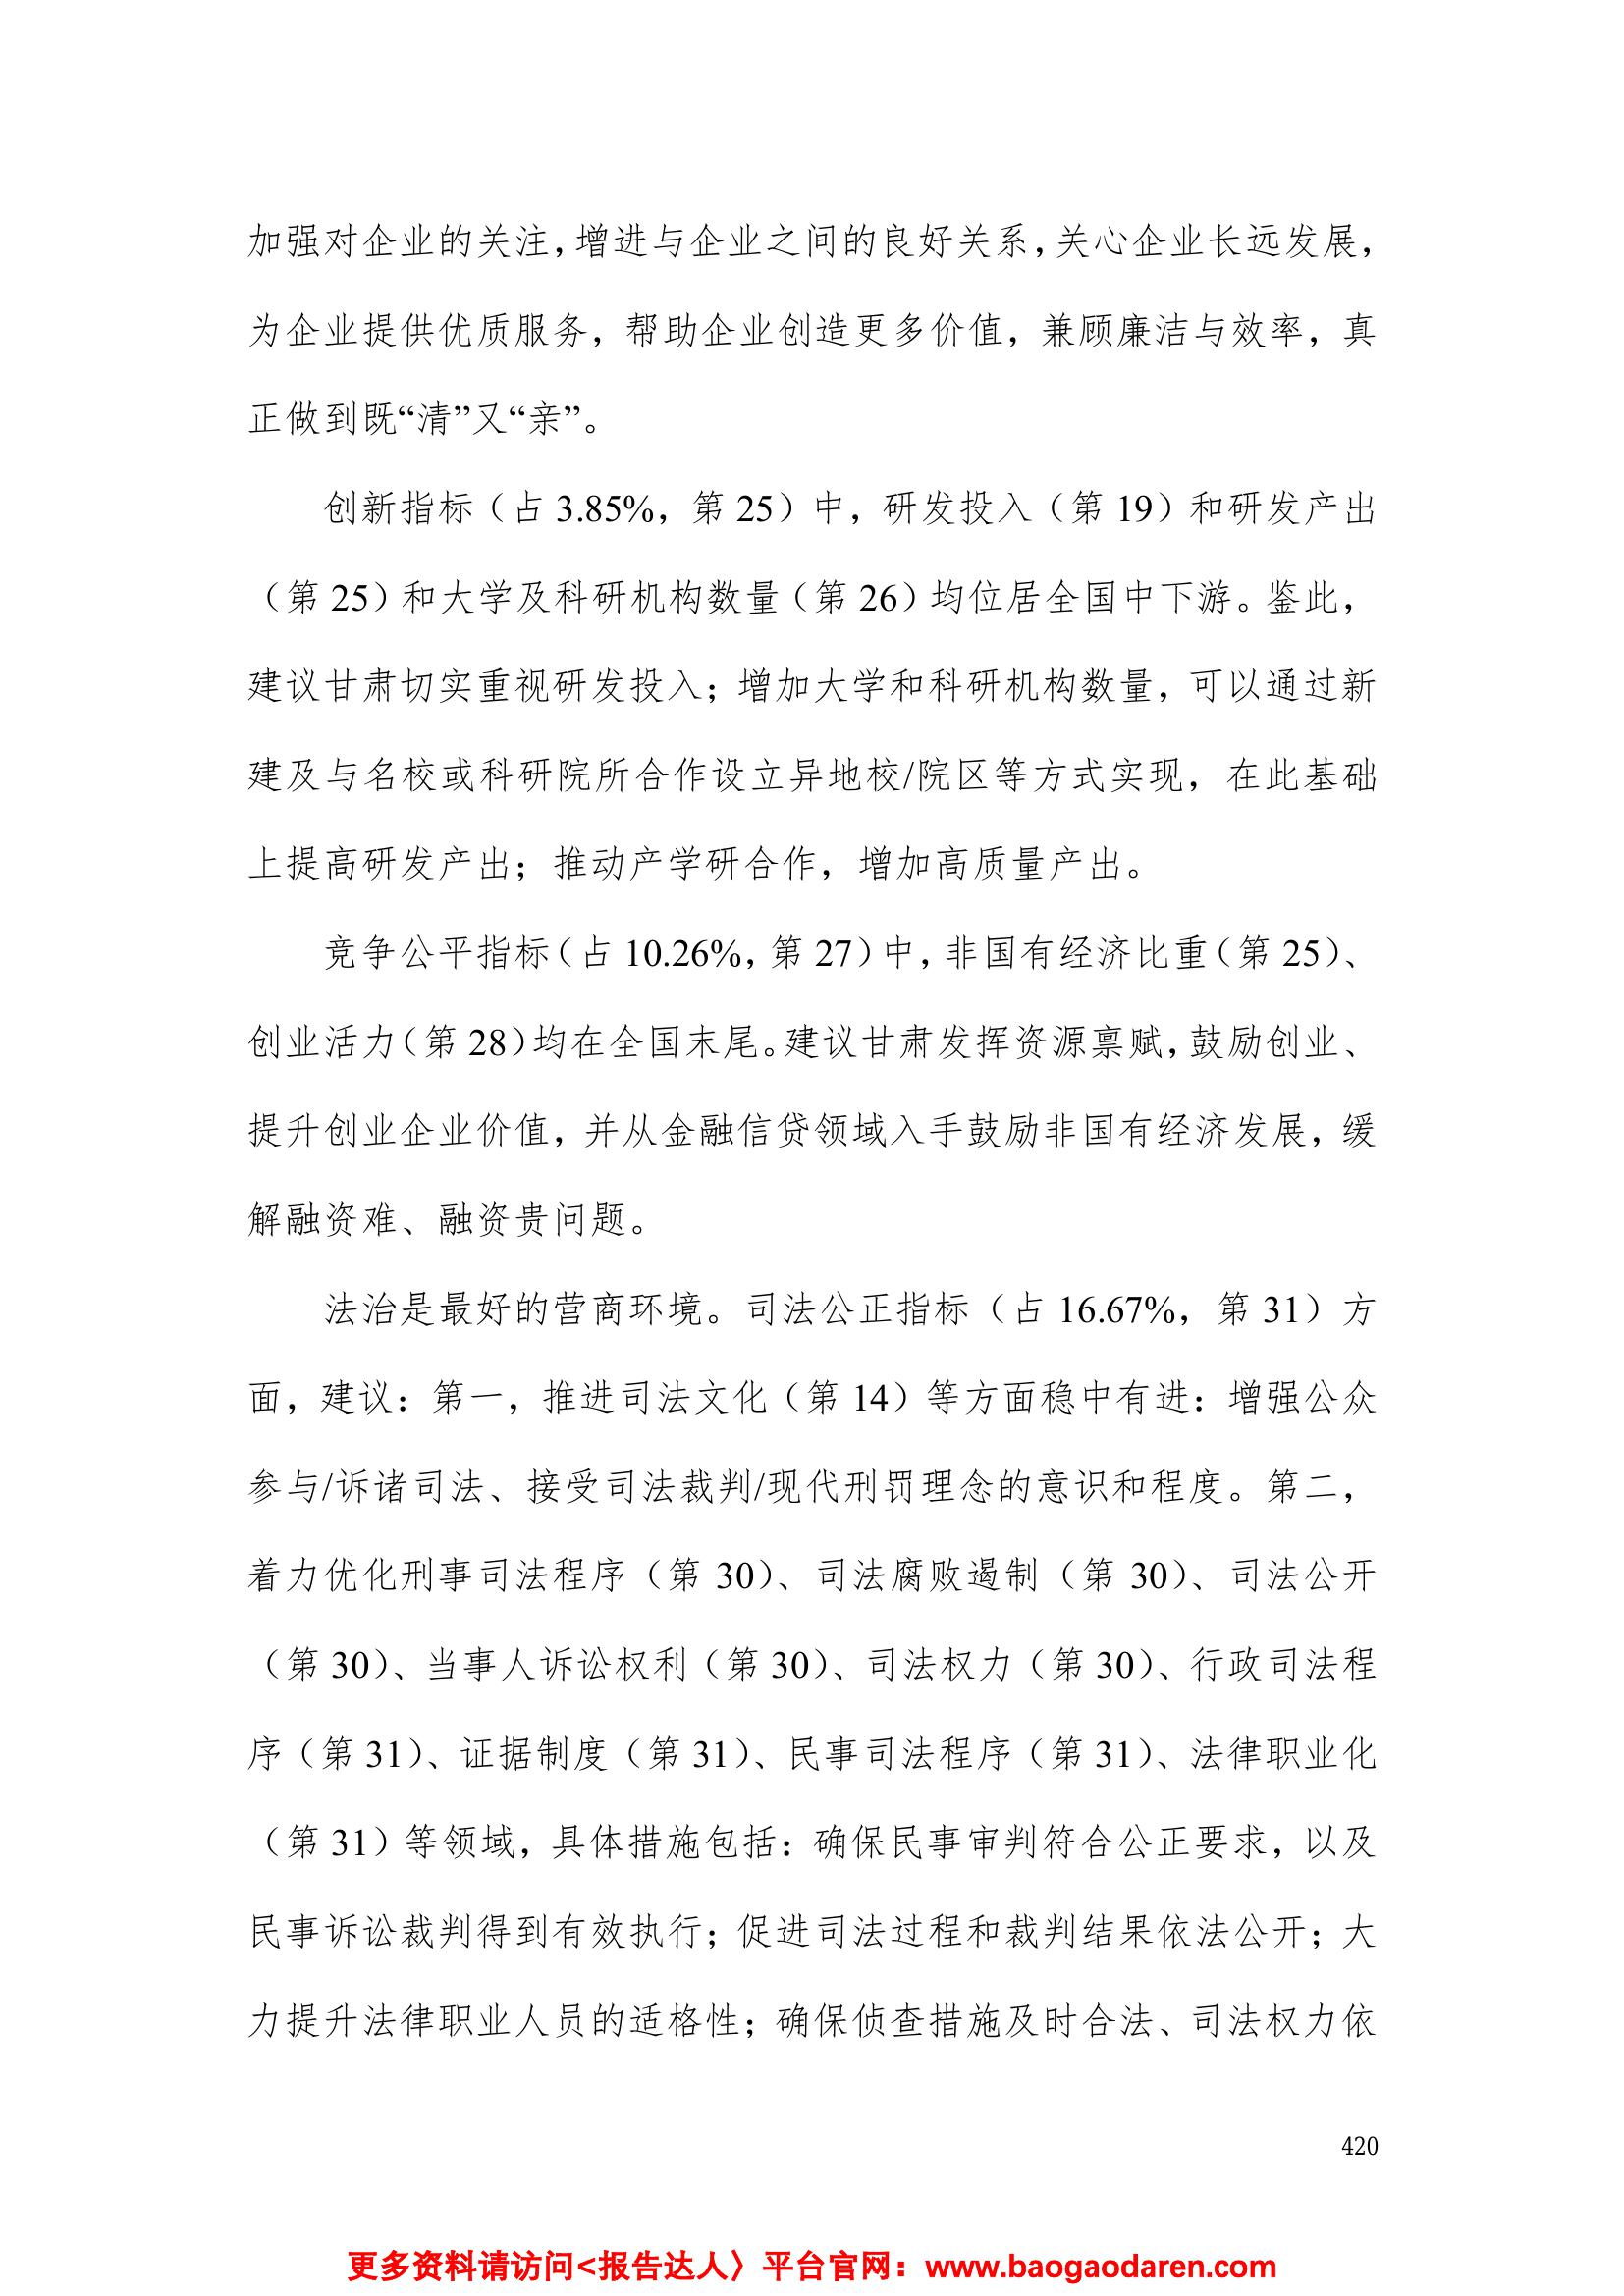 加强对企业的关注，增进与企业之间的良好关系，关心企业长远发展，
为企业提供优质服务，帮助企业创造更多价值，兼顾廉洁与效率，真
正做到既“清”又“亲”。
创新指标（占 3.85%，第 25）中，研发投入（第 19）和研发产出
（第 25）和大学及科研机构数量（第 26）均位居全国中下游。鉴此，
建议甘肃切实重视研发投入；增加大学和科研机构数量，可以通过新
建及与名校或科研院所合作设立异地校/院区等方式实现，在此基础
上提高研发产出；推动产学研合作，增加高质量产出。
竞争公平指标（占 10.26%，第 27）中，非国有经济比重（第 25）、
创业活力（第 28）均在全国末尾。建议甘肃发挥资源禀赋，鼓励创业、
提升创业企业价值，并从金融信贷领域入手鼓励非国有经济发展，缓
解融资难、融资贵问题。
法治是最好的营商环境。司法公正指标（占 16.67%，第 31）方
面，建议：第一，推进司法文化（第 14）等方面稳中有进：增强公众
参与/诉诸司法、接受司法裁判/现代刑罚理念的意识和程度。第二，
着力优化刑事司法程序（第 30）、司法腐败遏制（第 30）、司法公开
（第 30）、当事人诉讼权利（第 30）、司法权力（第 30）、行政司法程
序（第 31）、证据制度（第 31）、民事司法程序（第 31）、法律职业化
（第 31）等领域，具体措施包括：确保民事审判符合公正要求，以及
民事诉讼裁判得到有效执行；促进司法过程和裁判结果依法公开；大
力提升法律职业人员的适格性；确保侦查措施及时合法、司法权力依
420
更多资料请访问<报告达人〉平台官网：www.baogaodaren.com